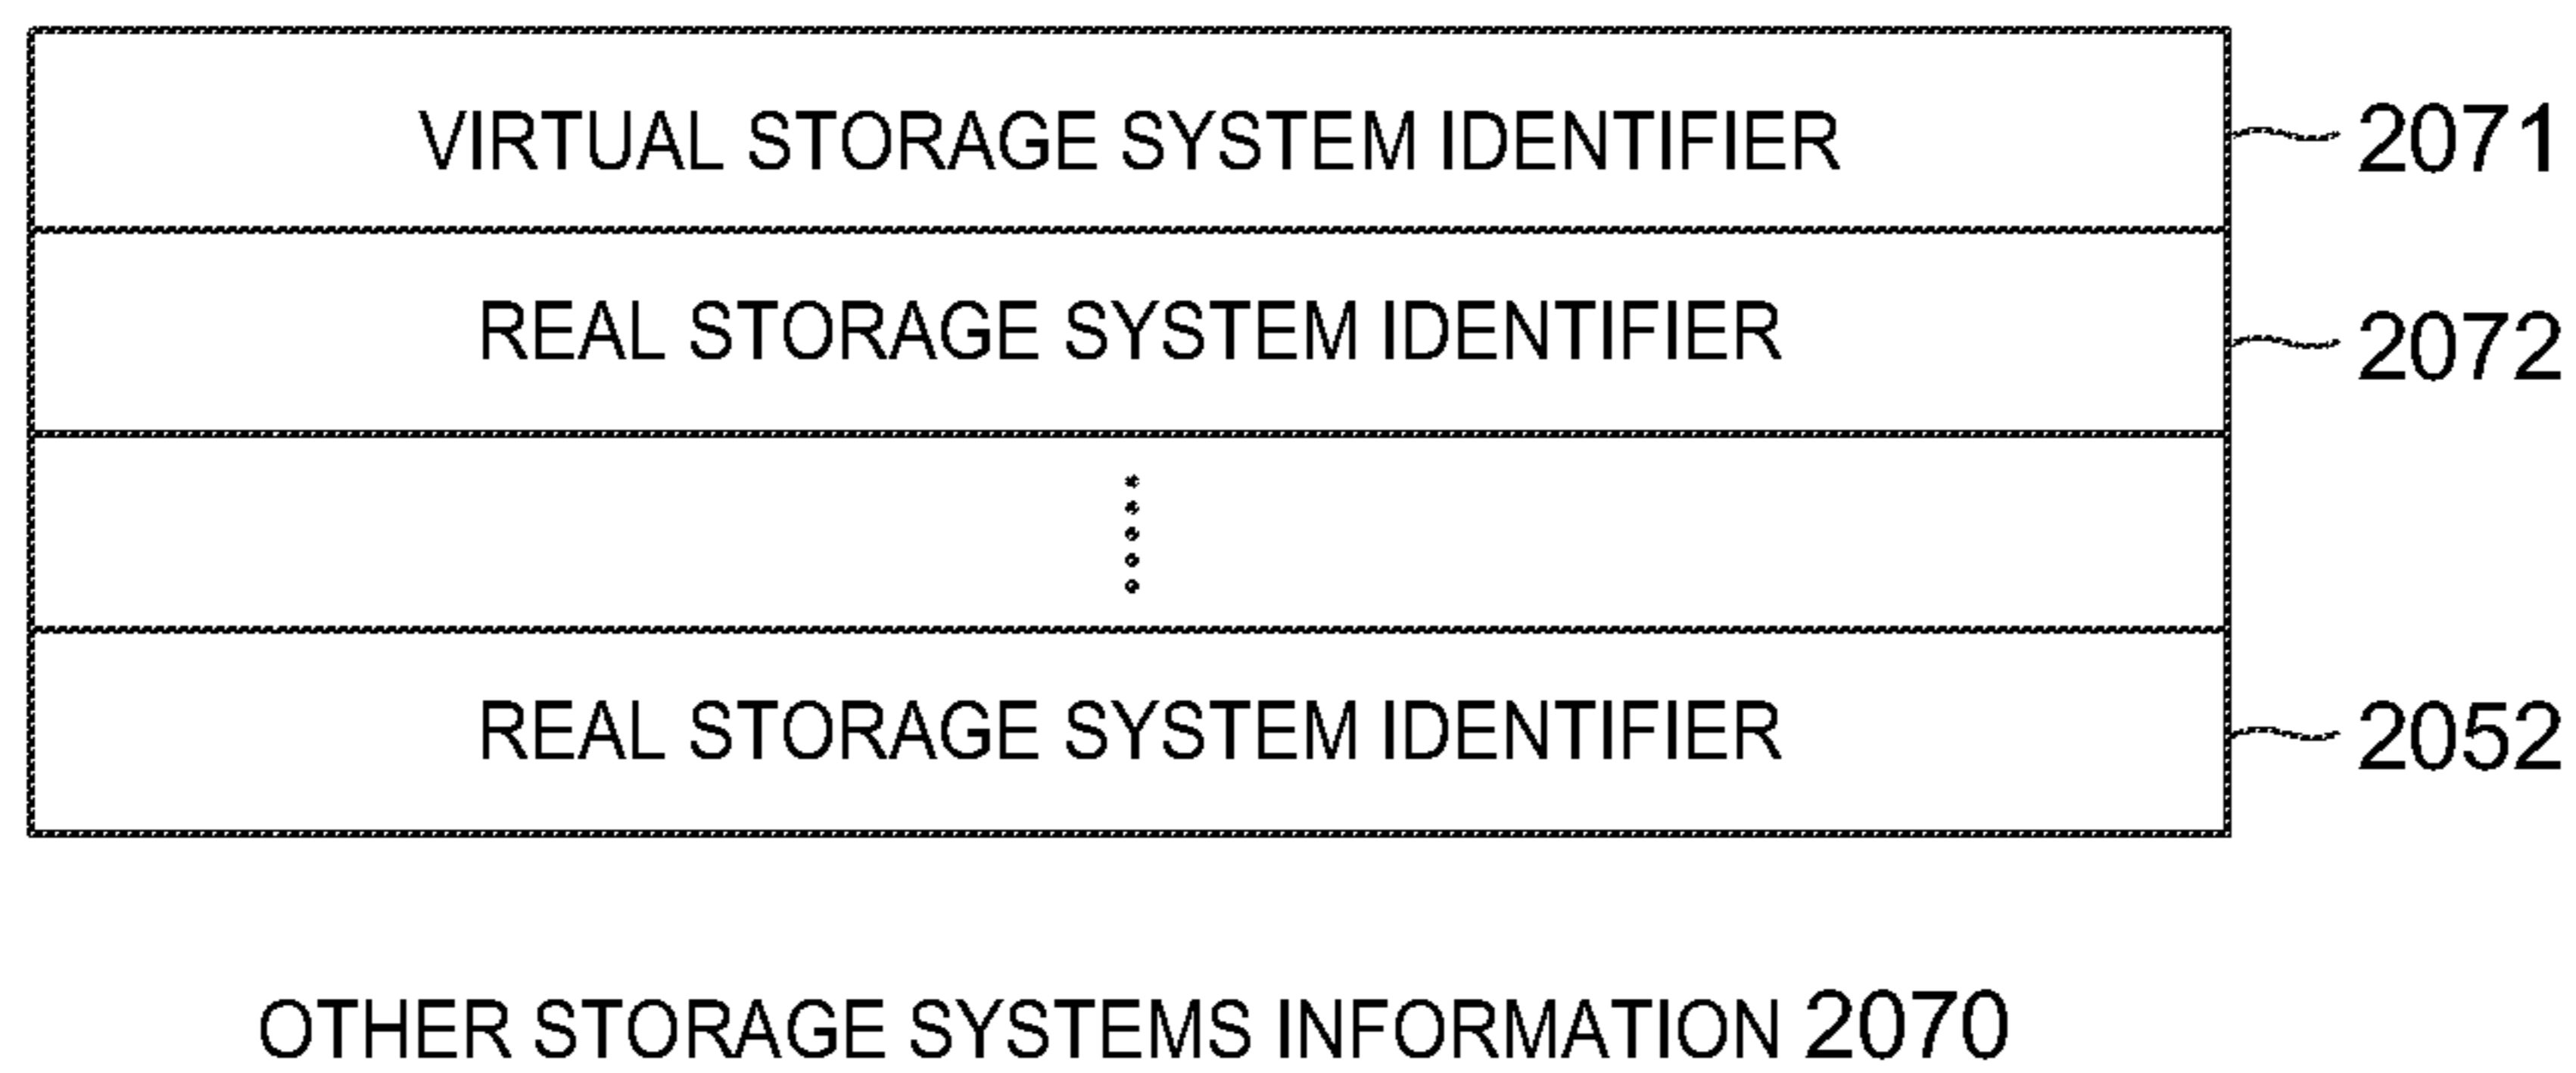 VIRTUAL STORAGE SYSTEM IDENTIFIER 2071
REAL STORAGE SYSTEM IDENTIFIER 2072
REAL STORAGE SYSTEM IDENTIFIER 2052
OTHER STORAGE SYSTEMS INFORMATION 2070